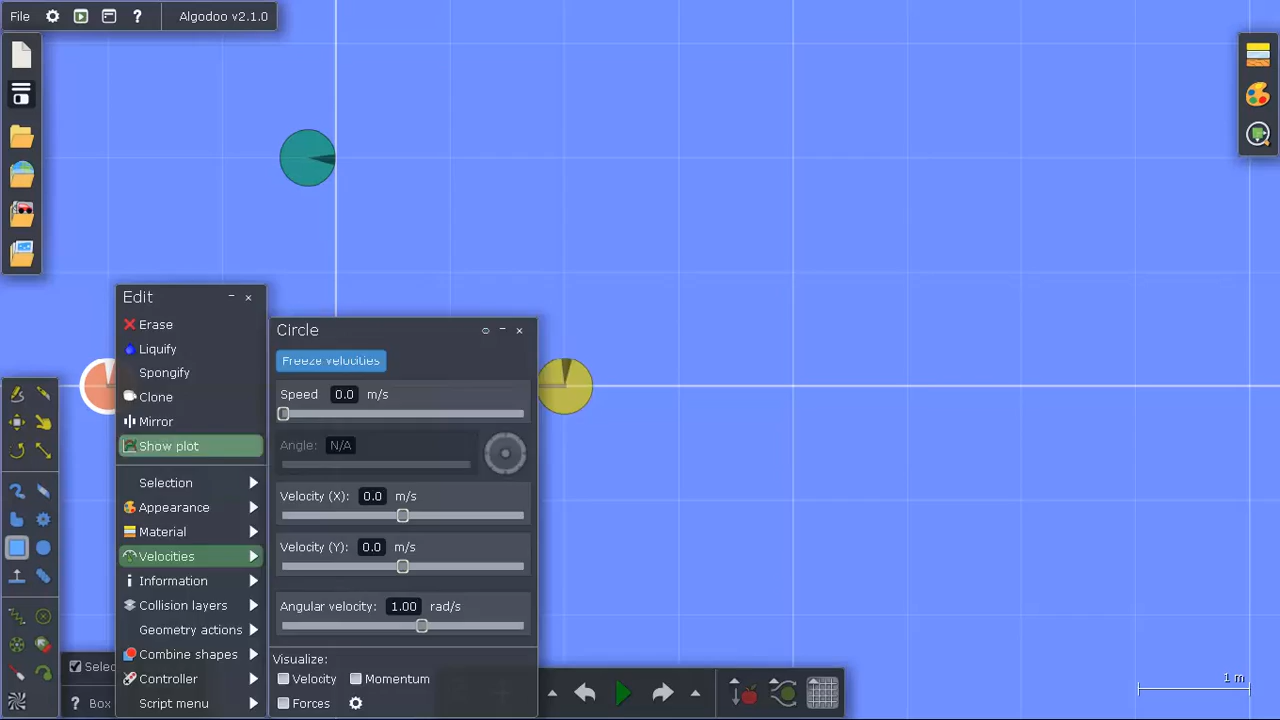 File
?
Algodoo v2.1.0
Edit
Erase
Liquify
Spongify
Clone
Mirror
Show plot
Selection
Appearance
Material
Velocities
Information
Collision layers
Geometry actions
Combine shapes
Controller
Script menu
Circle
Freeze velocities
Speed 0.0 m/s
Angle: N/A
Velocity (X): 0.0 m/s
Velocity (Y): 0.0 m/s
Angular velocity: 1.00 rad/s
Visualize:
Velocity Momentum
Forces
Selec
? Box
1 m